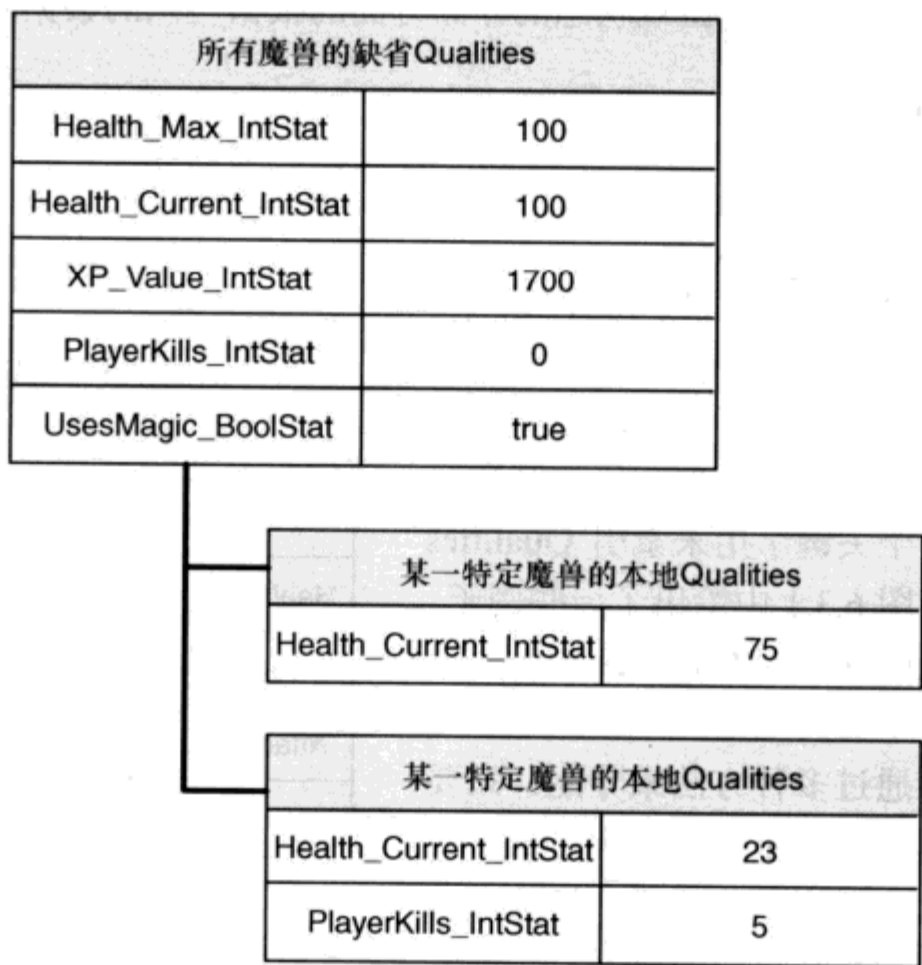 所有魔兽的缺省Qualities
Health_Max_IntStat 100
Health_Current_IntStat 100
XP_Value_IntStat 1700
PlayerKills_IntStat 0
UsesMagic_BoolStat true
某一特定魔兽的本地Qualities
Health_Current_IntStat 75
某一特定魔兽的本地Qualities
Health_Current_IntStat 23
PlayerKills_IntStat 5